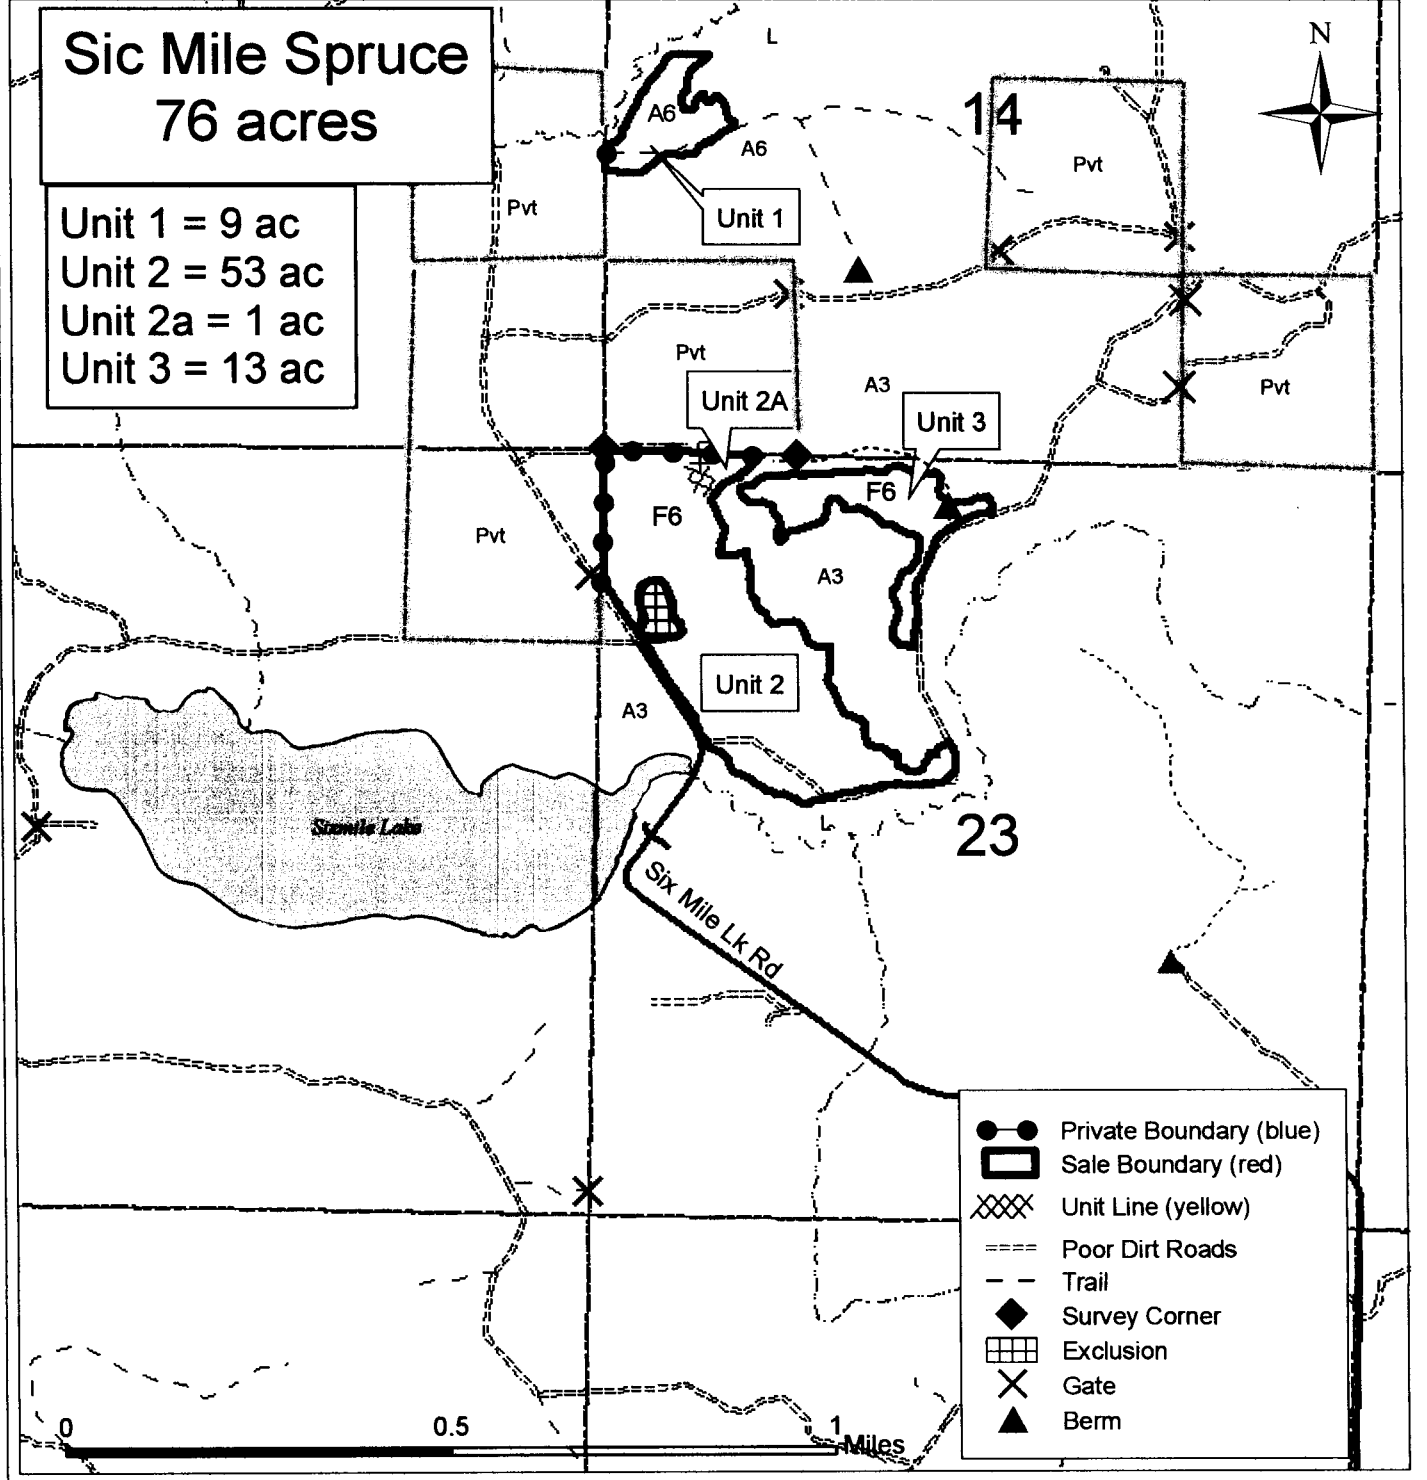 Sic Mile Spruce
76 acres
Unit 1 = 9 ac
Unit 2 = 53 ac
Unit 2a = 1 ac
Unit 3 = 13 ac
N
L
14
A6
A6
Pvt
Pvt
Unit 1
Pvt
A3
Pvt
Unit 2A
Unit 3
F6
F6
Pvt
A3
Unit 2
A3
Sixmile Lake
L
23
Six Mile Lk Rd
Private Boundary (blue)
Sale Boundary (red)
Unit Line (yellow)
Poor Dirt Roads
Trail
Survey Corner
Exclusion
Gate
Berm
0 0.5 1
Miles